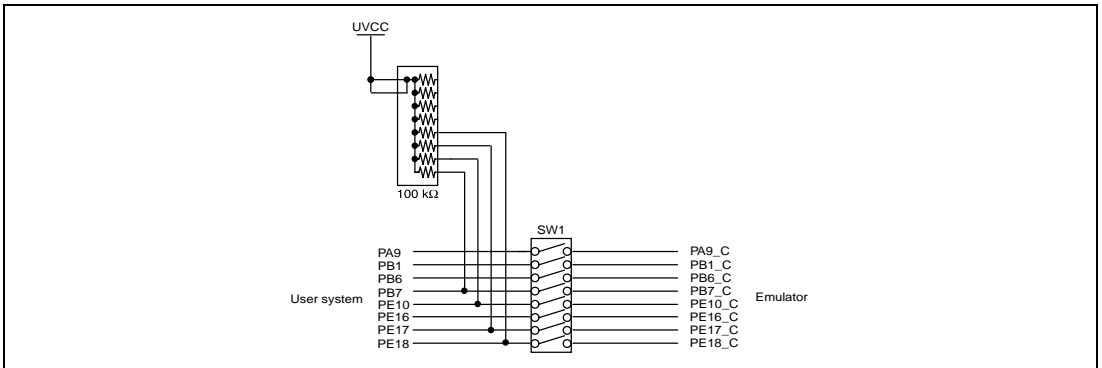 UVCC
100 kΩ
SW1
User system
PA9
PB1
PB6
PB7
PE10
PE16
PE17
PE18
PA9_C
PB1_C
PB6_C
PB7_C
PE10_C
PE16_C
PE17_C
PE18_C
Emulator